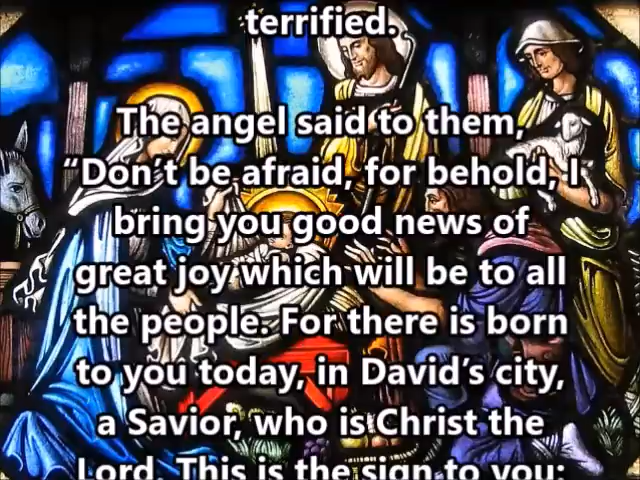 terrified.
The angel said to them,
“Don’t be afraid, for behold, I
bring you good news of
great joy which will be to all
the people. For there is born
to you today, in David’s city,
a Savior, who is Christ the
Lord. This is the sign to you: